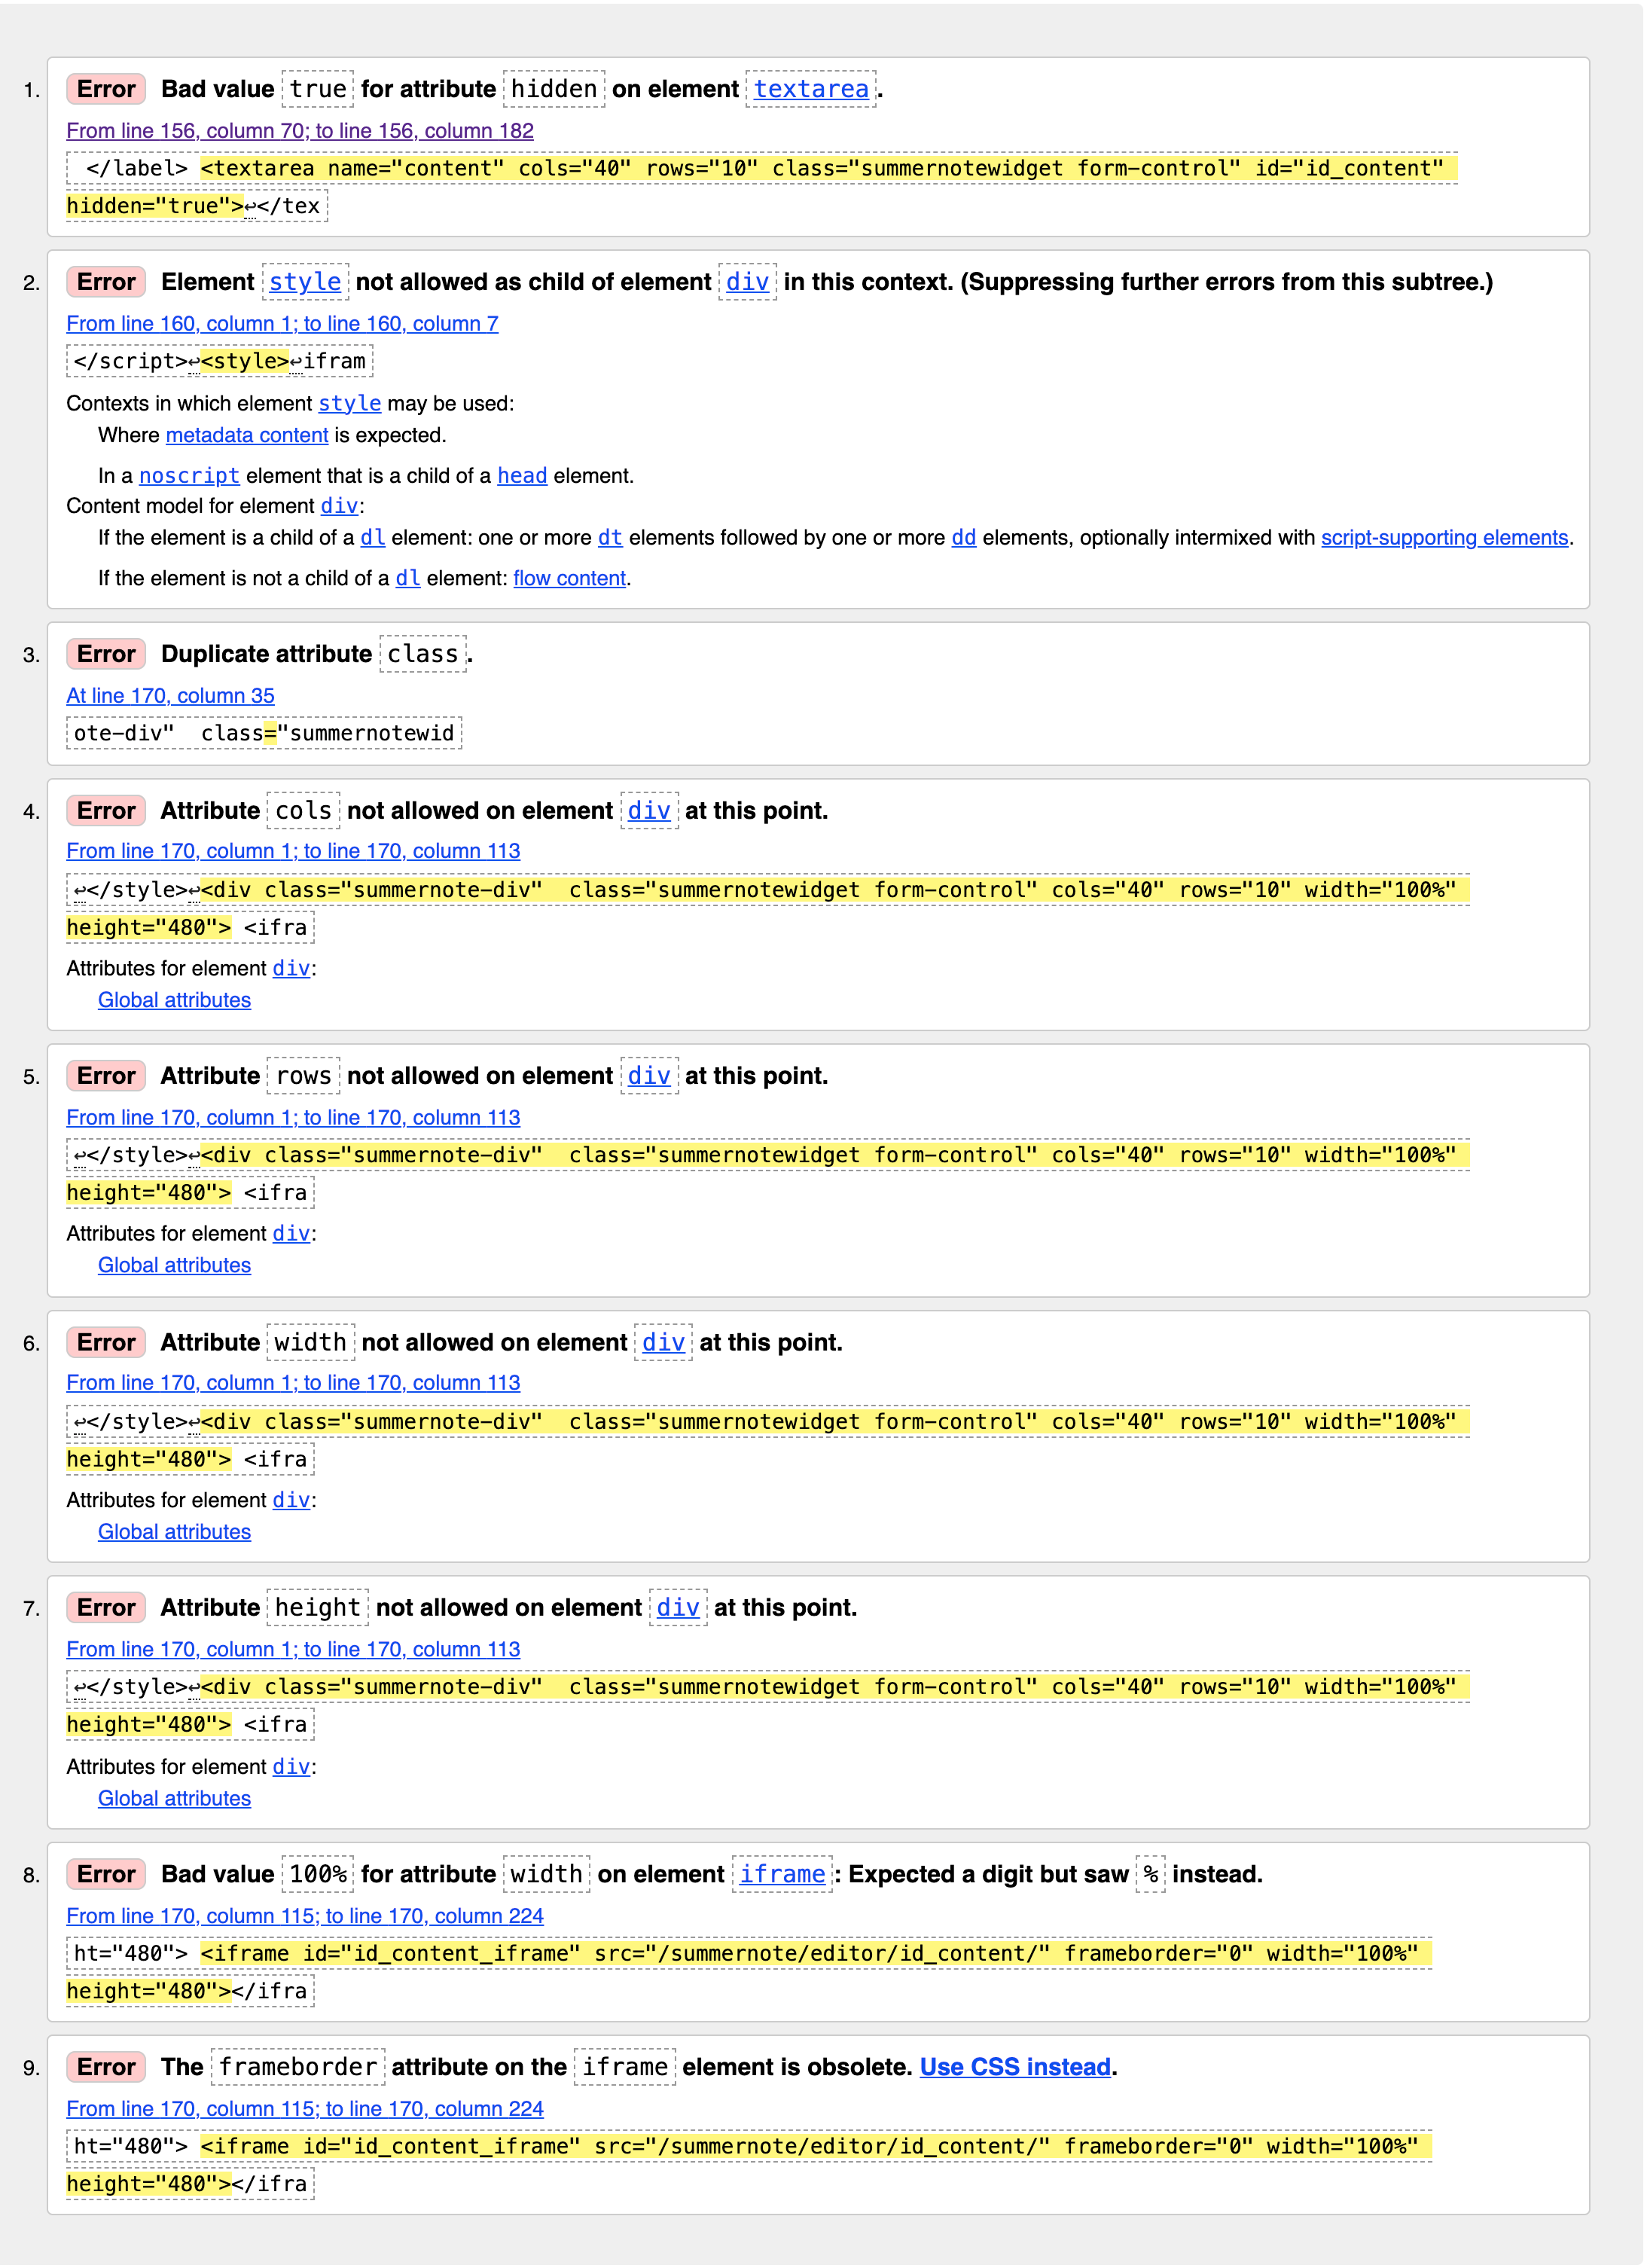 1. Error Bad value true for attribute hidden on element textarea.
From line 156, column 70; to line 156, column 182
</label> <textarea name="content" cols="40" rows="10" class="summernotewidget form-control" id="id_content"
hidden="true">↩</tex
2. Error Element style not allowed as child of element div in this context. (Suppressing further errors from this subtree.)
From line 160, column 1; to line 160, column 7
</script>↩<style>↩ifram
Contexts in which element style may be used:
Where metadata content is expected.
In a noscript element that is a child of a head element.
Content model for element div:
If the element is a child of a dl element: one or more dt elements followed by one or more dd elements, optionally intermixed with script-supporting elements.
If the element is not a child of a dl element: flow content.
3. Error Duplicate attribute class.
At line 170, column 35
ote-div"  class="summernotewid
4. Error Attribute cols not allowed on element div at this point.
From line 170, column 1; to line 170, column 113
↩</style>↩<div class="summernote-div"  class="summernotewidget form-control" cols="40" rows="10" width="100%"
height="480"> <ifra
Attributes for element div:
Global attributes
5. Error Attribute rows not allowed on element div at this point.
From line 170, column 1; to line 170, column 113
↩</style>↩<div class="summernote-div"  class="summernotewidget form-control" cols="40" rows="10" width="100%"
height="480"> <ifra
Attributes for element div:
Global attributes
6. Error Attribute width not allowed on element div at this point.
From line 170, column 1; to line 170, column 113
↩</style>↩<div class="summernote-div"  class="summernotewidget form-control" cols="40" rows="10" width="100%"
height="480"> <ifra
Attributes for element div:
Global attributes
7. Error Attribute height not allowed on element div at this point.
From line 170, column 1; to line 170, column 113
↩</style>↩<div class="summernote-div"  class="summernotewidget form-control" cols="40" rows="10" width="100%"
height="480"> <ifra
Attributes for element div:
Global attributes
8. Error Bad value 100% for attribute width on element iframe: Expected a digit but saw % instead.
From line 170, column 115; to line 170, column 224
ht="480"> <iframe id="id_content_iframe" src="/summernote/editor/id_content/" frameborder="0" width="100%"
height="480"></ifra
9. Error The frameborder attribute on the iframe element is obsolete. Use CSS instead.
From line 170, column 115; to line 170, column 224
ht="480"> <iframe id="id_content_iframe" src="/summernote/editor/id_content/" frameborder="0" width="100%"
height="480"></ifra